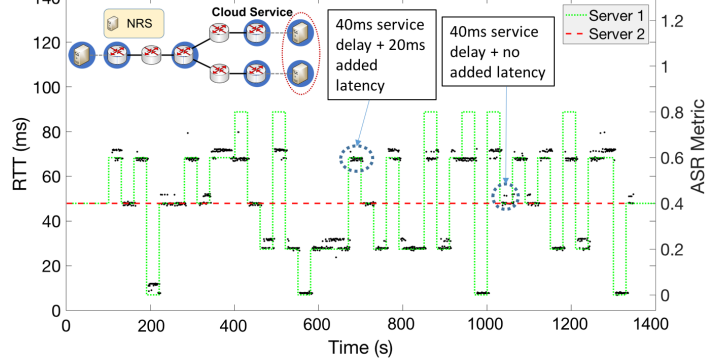 140
120
100
80
60
40
20
0
RTT (ms)
NRS
Cloud Service
40ms service
delay + 20ms
added
latency
40ms service
delay + no
added latency
Server 1
Server 2
1.2
1
0.8
0.6
0.4
0.2
0
ASR Metric
0
200
400
600
800
1000
1200
1400
Time (s)